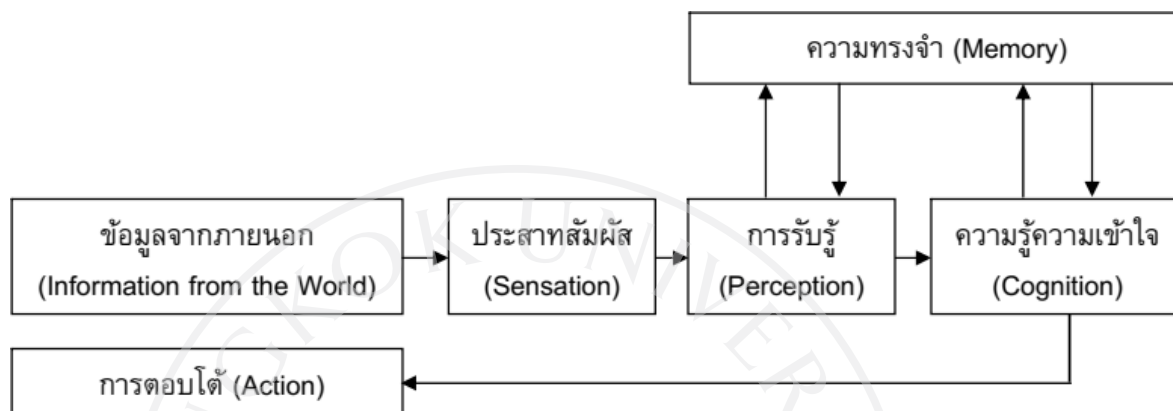 ความทรงจำ (Memory)
ข้อมูลจากภายนอก
(Information from the World)
ประสาทสัมผัส
(Sensation)
การรับรู้
(Perception)
ความรู้ความเข้าใจ
(Cognition)
การตอบโต้ (Action)
GKOK UNIVER